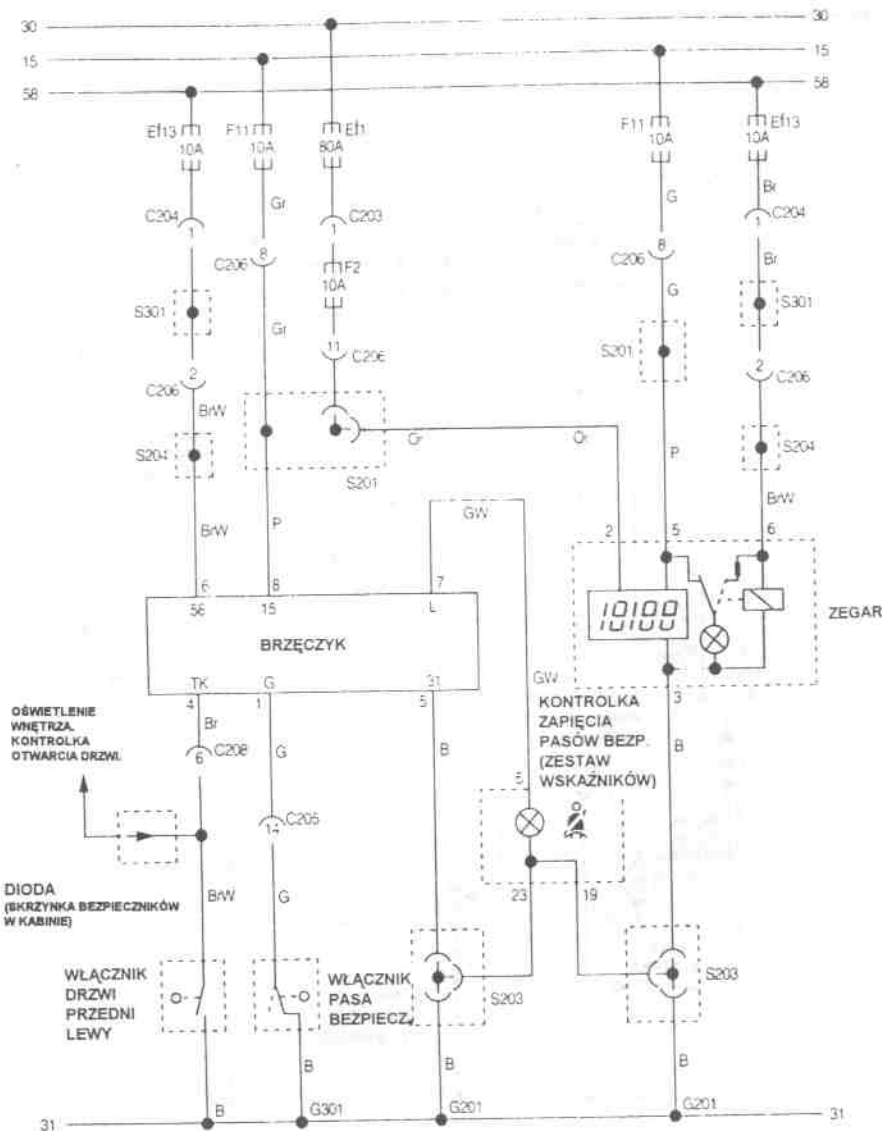 30 30
15 15
58 58
Ef13 F11 Ef1 F11 Ef13
10A 10A 80A 10A 10A
Gr G Br
C204 C203 C204
1 1 1
8 8
C206 F2 C206 Br
10A
S301 Gr G S301
11 C206 S201
2 2
C206 C206
BrW
S204 Gr Or S204
S201
P BrW
BrW P GW
2 5 6
6 8 7
56 15 L
10100
ZEGAR
BRZĘCZYK
TK G 31
4 1 5
3
OŚWIETLENIE
WNĘTRZA.
KONTROLKA
OTWARCIA DRZWI.
Br
C208
6
G B GW
KONTROLKA
ZAPIĘCIA
PASÓW BEZP.
(ZESTAW
WSKAŹNIKÓW)
B
5
C205
14
DIODA
(SKRZYNKA BEZPIECZNIKÓW
W KABINIE)
BrW G
23 19
WŁĄCZNIK
DRZWI
PRZEDNI
LEWY
WŁĄCZNIK
PASA
BEZPIECZ.
S203 S203
B B B B
G301 G201 G201
31 31